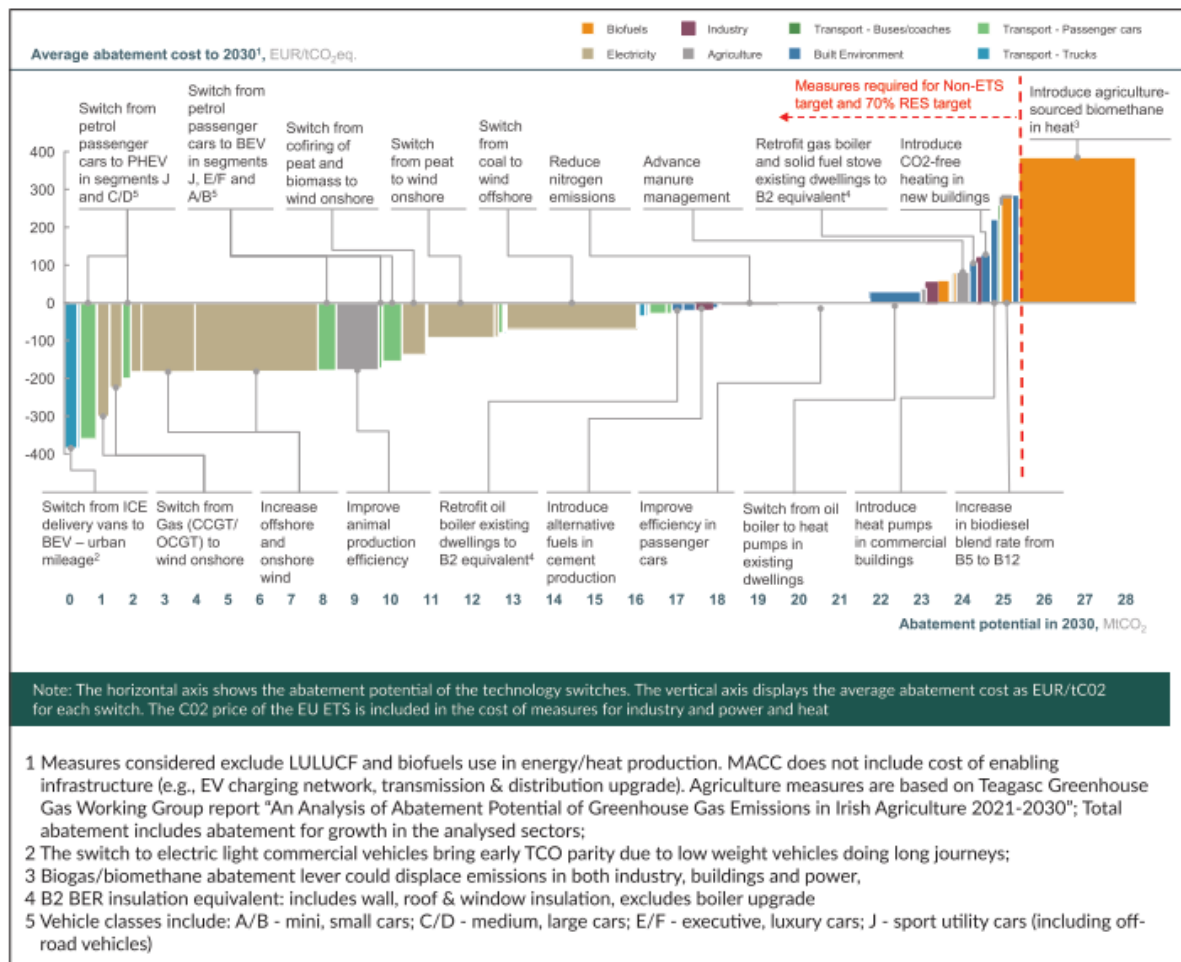 Biofuels
Industry
Transport - Buses/coaches
Transport - Passenger cars
Electricity
Agriculture
Built Environment
Transport - Trucks
Average abatement cost to 2030¹, EUR/tCO₂eq.
Measures required for Non-ETS
target and 70% RES target
Switch from
petrol
passenger
cars to PHEV
in segments J
and C/D⁵
Switch from
petrol
passenger
cars to BEV
in segments
J, E/F and
A/B⁵
Switch from
cofiring of
peat and
biomass to
wind onshore
Switch
from peat
to wind
onshore
Switch
from
coal to
wind
offshore
Reduce
nitrogen
emissions
Advance
manure
management
Retrofit gas boiler
and solid fuel stove
existing dwellings to
B2 equivalent⁴
Introduce
CO2-free
heating in
new buildings
Introduce agriculture-
sourced biomethane
in heat³
400
300
200
100
0
-100
-200
-300
-400
Switch from ICE
delivery vans to
BEV – urban
mileage²
Switch from
Gas (CCGT/
OCGT) to
wind onshore
Increase
offshore
and
onshore
wind
Improve
animal
production
efficiency
Retrofit oil
boiler existing
dwellings to
B2 equivalent⁴
Introduce
alternative
fuels in
cement
production
Improve
efficiency in
passenger
cars
Switch from oil
boiler to heat
pumps in
existing
dwellings
Introduce
heat pumps
in commercial
buildings
Increase
in biodiesel
blend rate from
B5 to B12
0 1 2 3 4 5 6 7 8 9 10 11 12 13 14 15 16 17 18 19 20 21 22 23 24 25 26 27 28
Abatement potential in 2030, MtCO₂
Note: The horizontal axis shows the abatement potential of the technology switches. The vertical axis displays the average abatement cost as EUR/tC02
for each switch. The C02 price of the EU ETS is included in the cost of measures for industry and power and heat
1 Measures considered exclude LULUCF and biofuels use in energy/heat production. MACC does not include cost of enabling
infrastructure (e.g., EV charging network, transmission & distribution upgrade). Agriculture measures are based on Teagasc Greenhouse
Gas Working Group report “An Analysis of Abatement Potential of Greenhouse Gas Emissions in Irish Agriculture 2021-2030”; Total
abatement includes abatement for growth in the analysed sectors;
2 The switch to electric light commercial vehicles bring early TCO parity due to low weight vehicles doing long journeys;
3 Biogas/biomethane abatement lever could displace emissions in both industry, buildings and power,
4 B2 BER insulation equivalent: includes wall, roof & window insulation, excludes boiler upgrade
5 Vehicle classes include: A/B - mini, small cars; C/D - medium, large cars; E/F - executive, luxury cars; J - sport utility cars (including off-
road vehicles)